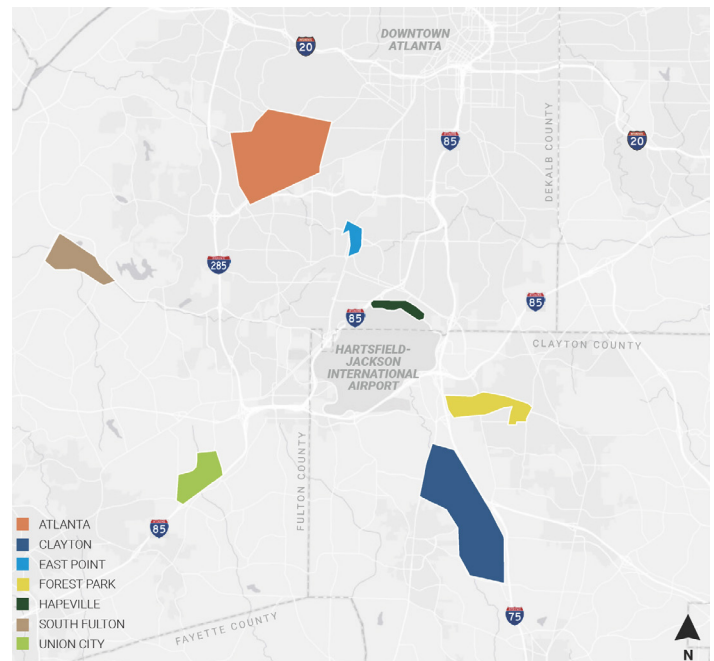 DOWNTOWN
ATLANTA
20
85
20
DEKALB COUNTY
285
85
85
CLAYTON COUNTY
HARTSFIELD-
JACKSON
INTERNATIONAL
AIRPORT
FULTON COUNTY
85
ATLANTA
CLAYTON
EAST POINT
FOREST PARK
HAPEVILLE
SOUTH FULTON
UNION CITY
FAYETTE COUNTY
75
N